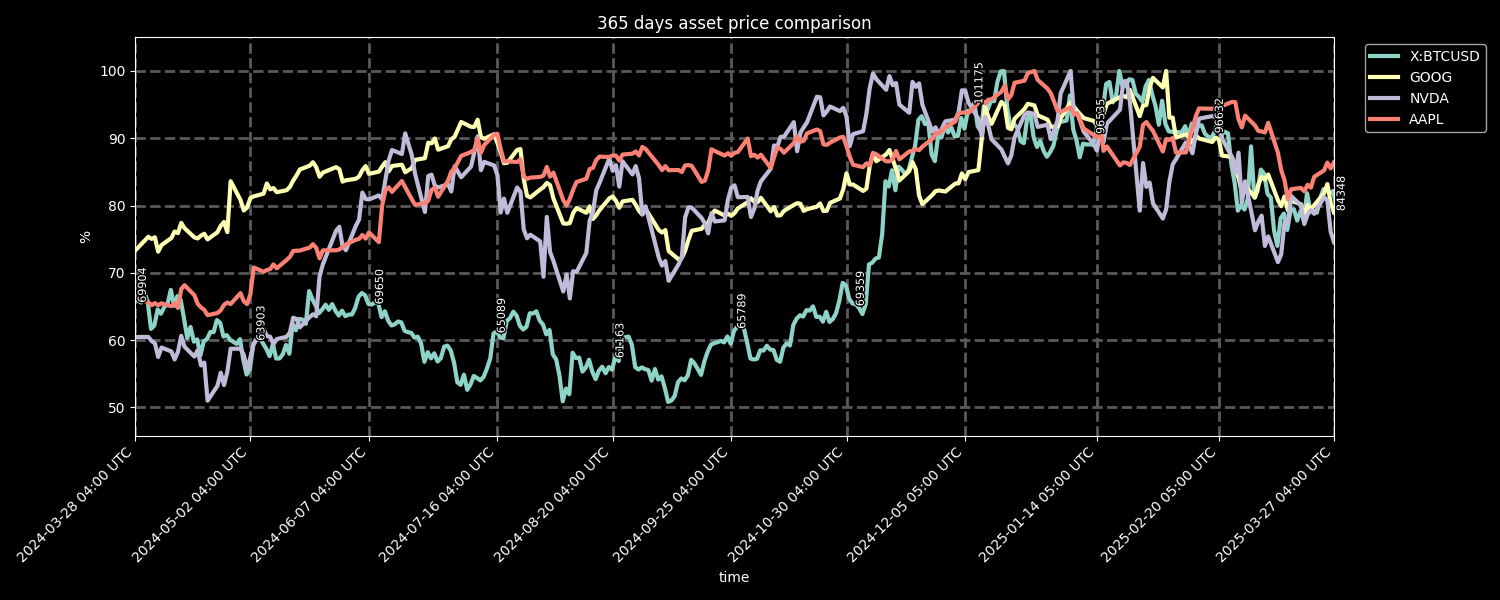 365 days asset price comparison
X:BTCUSD
GOOG
NVDA
AAPL
%
100
90
80
70
60
50
69904
63903
69650
65089
61163
65789
69359
101175
96535
96632
84348
2024-03-28 04:00 UTC
2024-05-02 04:00 UTC
2024-06-07 04:00 UTC
2024-07-16 04:00 UTC
2024-08-20 04:00 UTC
2024-09-25 04:00 UTC
2024-10-30 04:00 UTC
2024-12-05 05:00 UTC
2025-01-14 05:00 UTC
2025-02-20 05:00 UTC
2025-03-27 04:00 UTC
time